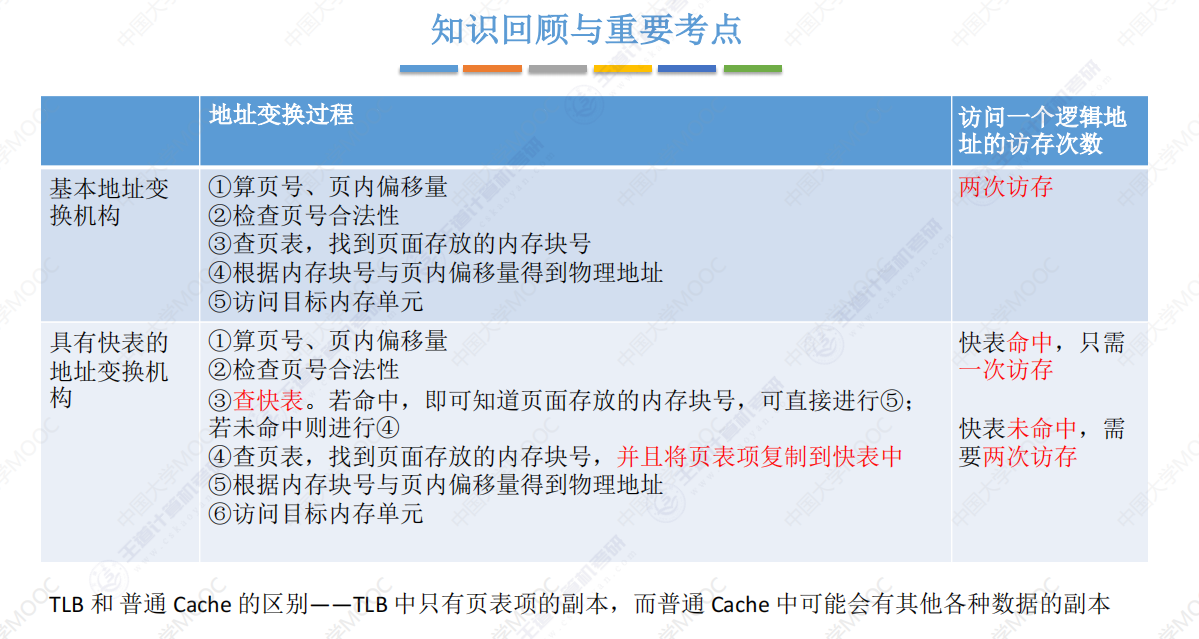 知识回顾与重要考点
地址变换过程
访问一个逻辑地
址的访存次数
基本地址变
换机构
①算页号、页内偏移量
②检查页号合法性
③查页表，找到页面存放的内存块号
④根据内存块号与页内偏移量得到物理地址
⑤访问目标内存单元
两次访存
具有快表的
地址变换机
构
①算页号、页内偏移量
②检查页号合法性
③查快表。若命中，即可知道页面存放的内存块号，可直接进行⑤；
若未命中则进行④
④查页表，找到页面存放的内存块号，并且将页表项复制到快表中
⑤根据内存块号与页内偏移量得到物理地址
⑥访问目标内存单元
快表命中，只需
一次访存
快表未命中，需
要两次访存
TLB 和 普通 Cache 的区别——TLB 中只有页表项的副本，而普通 Cache 中可能会有其他各种数据的副本